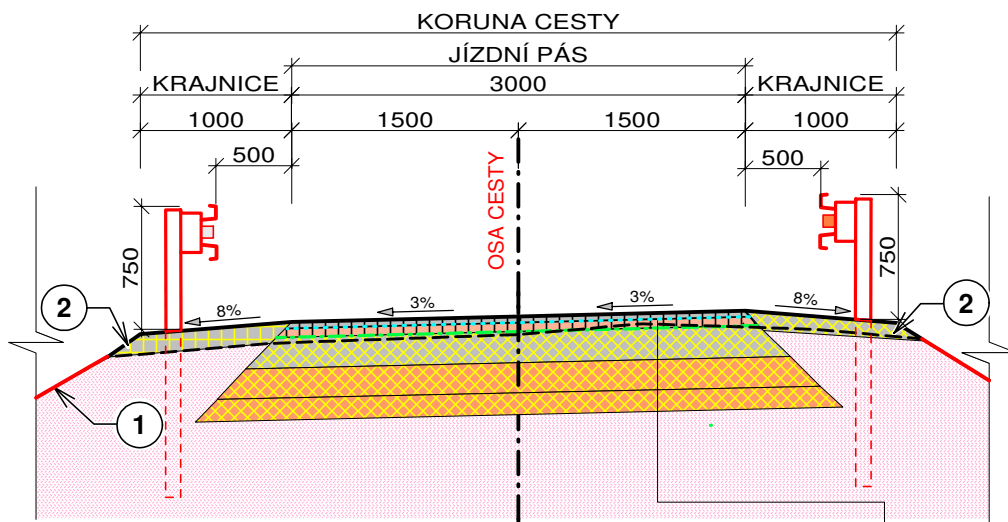 KORUNA CESTY
JÍZDNÍ PÁS
KRAJNICE 3000 KRAJNICE
1000 1500 1500 1000
500 500
OSA CESTY
750 750
2 8% 3% 3% 8% 2
1